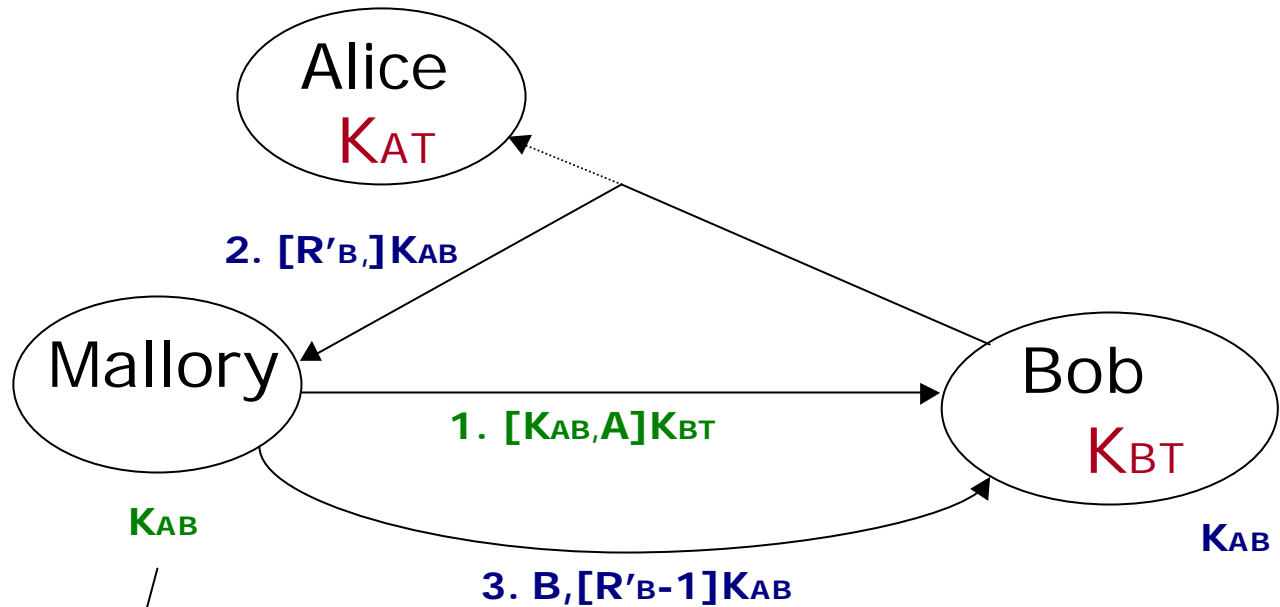 Alice
KAT
2. [R'B,]KAB
Mallory
Bob
1. [KAB,A]KBT
KBT
KAB
KAB
3. B,[R'B-1]KAB